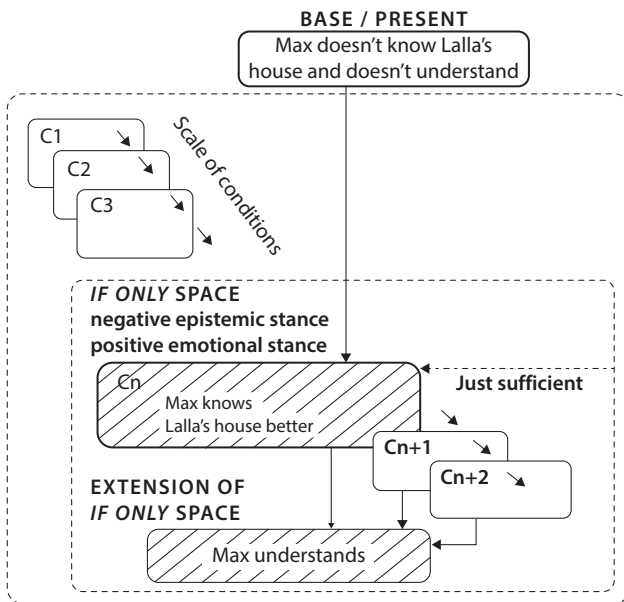 BASE / PRESENT
Max doesn't know Lalla's
house and doesn't understand
C1
C2
C3
Scale of conditions
IF ONLY SPACE
negative epistemic stance
positive emotional stance
Cn
Max knows
Lalla's house better
Just sufficient
Cn+1
Cn+2
EXTENSION OF
IF ONLY SPACE
Max understands